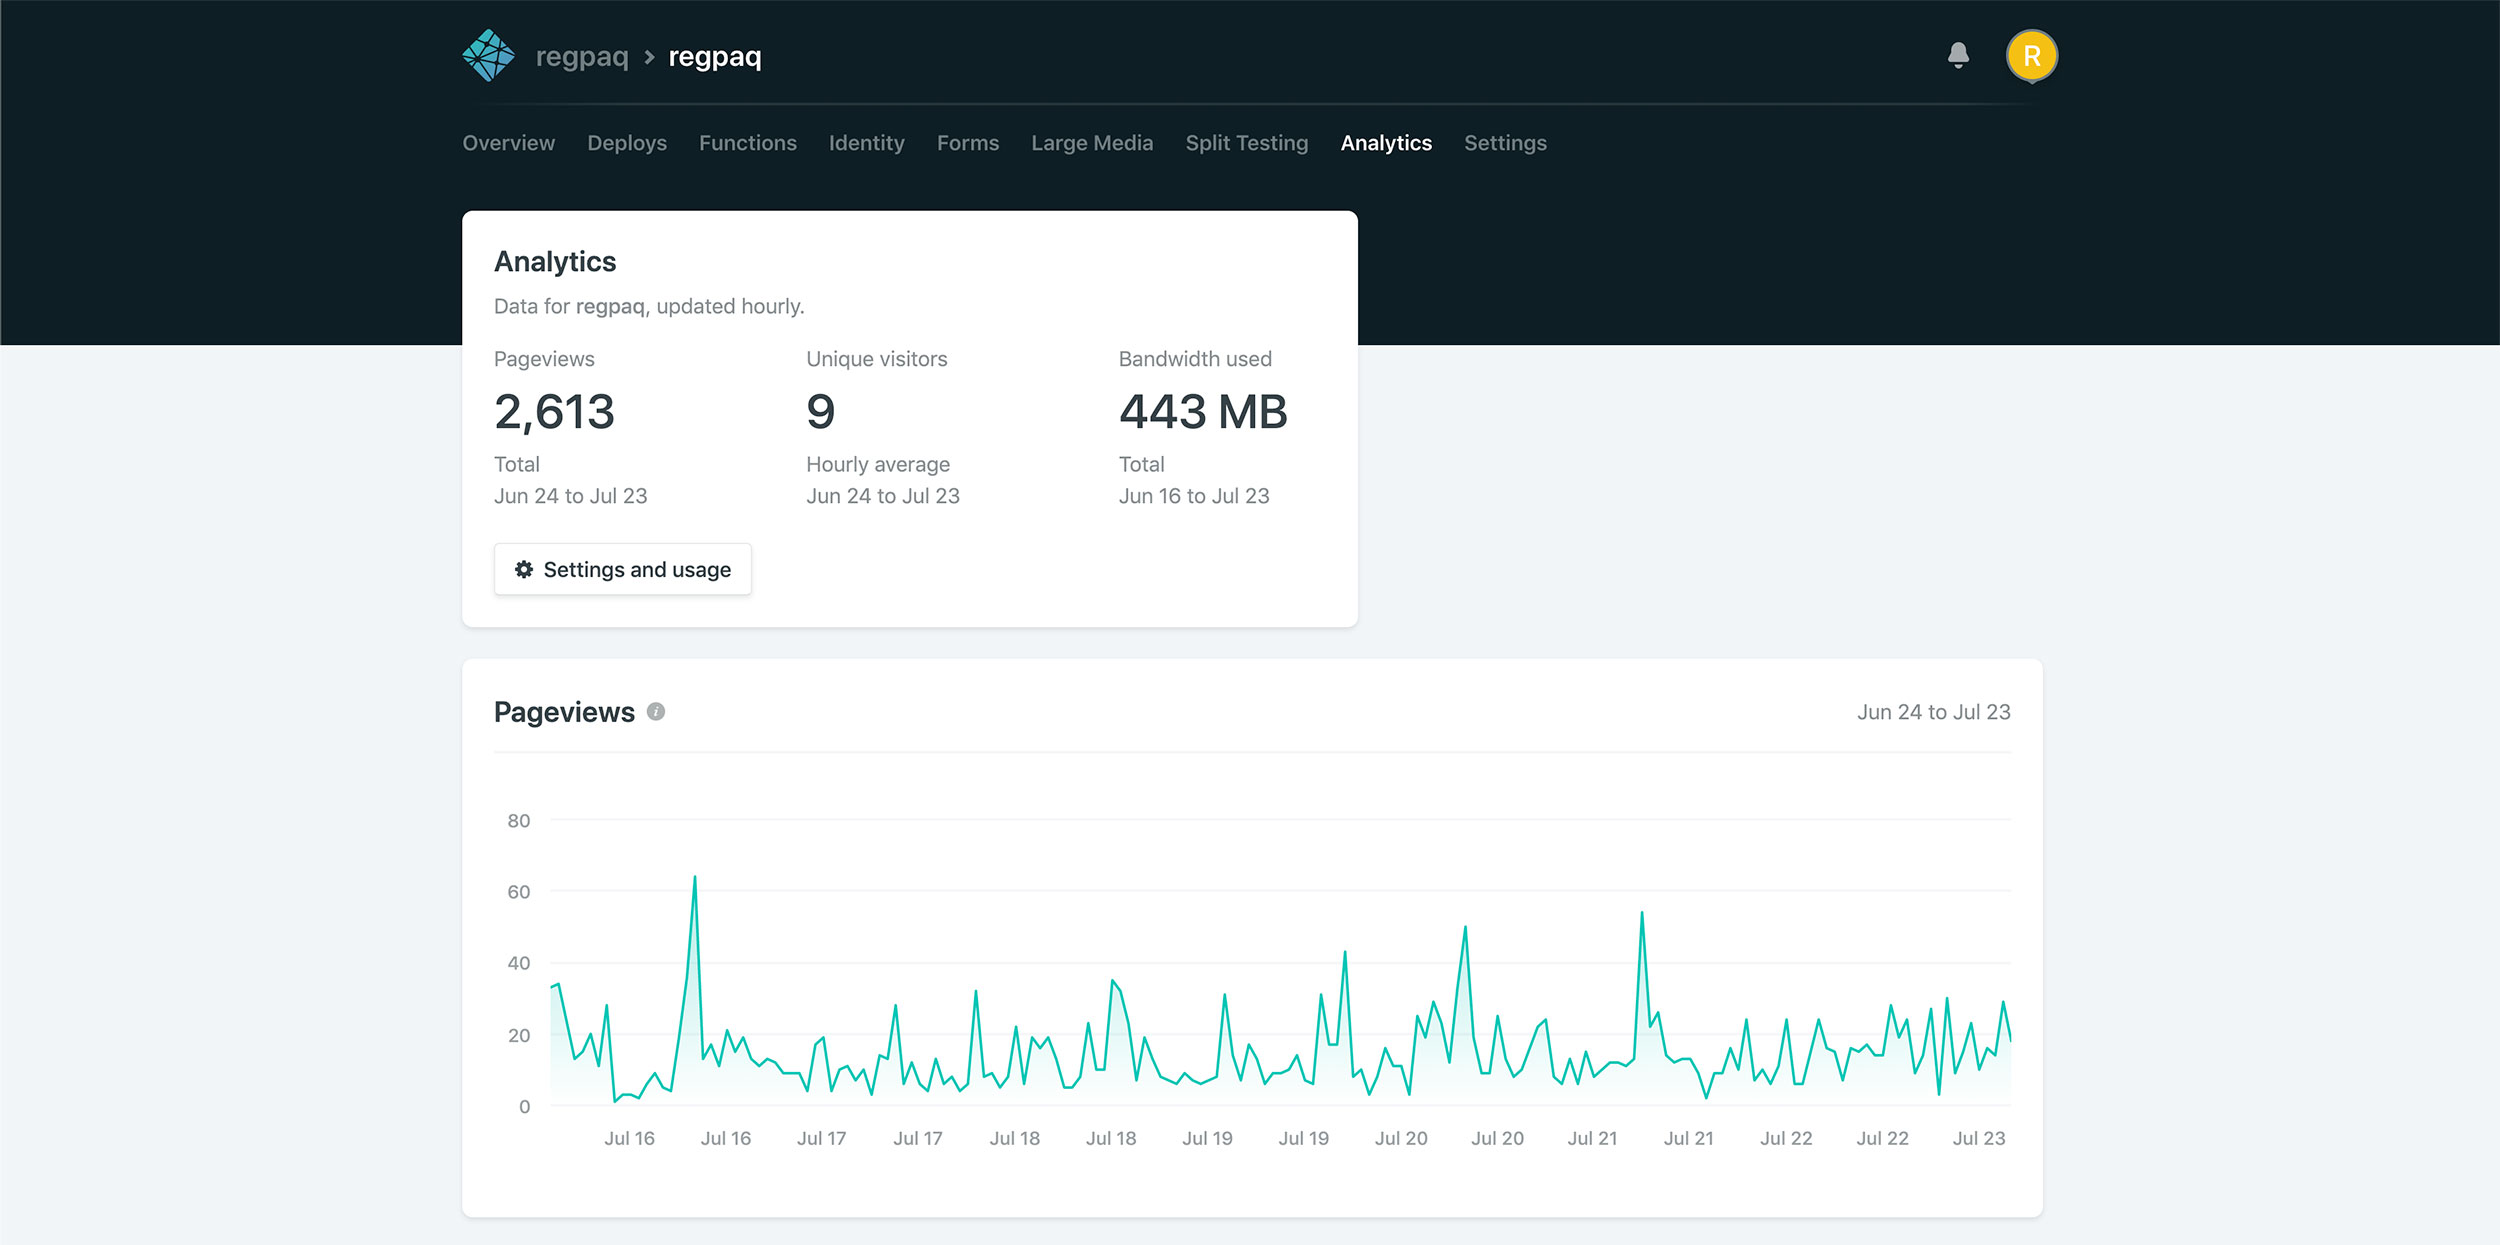 regpaq > regpaq
R
Overview Deploys Functions Identity Forms Large Media Split Testing Analytics Settings
Analytics
Data for regpaq, updated hourly.
Pageviews Unique visitors Bandwidth used
2,613 9 443 MB
Total Hourly average Total
Jun 24 to Jul 23 Jun 24 to Jul 23 Jun 16 to Jul 23
Settings and usage
Pageviews i Jun 24 to Jul 23
80
60
40
20
0
Jul 16 Jul 16 Jul 17 Jul 17 Jul 18 Jul 18 Jul 19 Jul 19 Jul 20 Jul 20 Jul 21 Jul 21 Jul 22 Jul 22 Jul 23